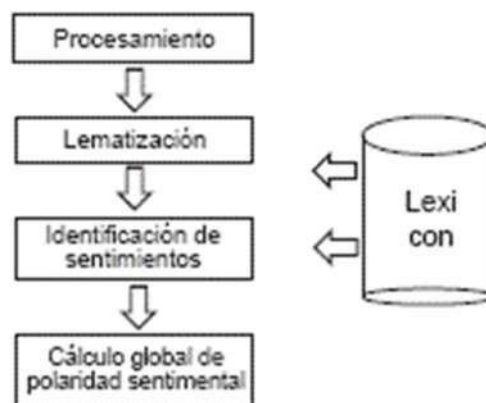 Procesamiento
Lematización
Identificación de
sentimientos
Cálculo global de
polaridad sentimental
Lexi
con